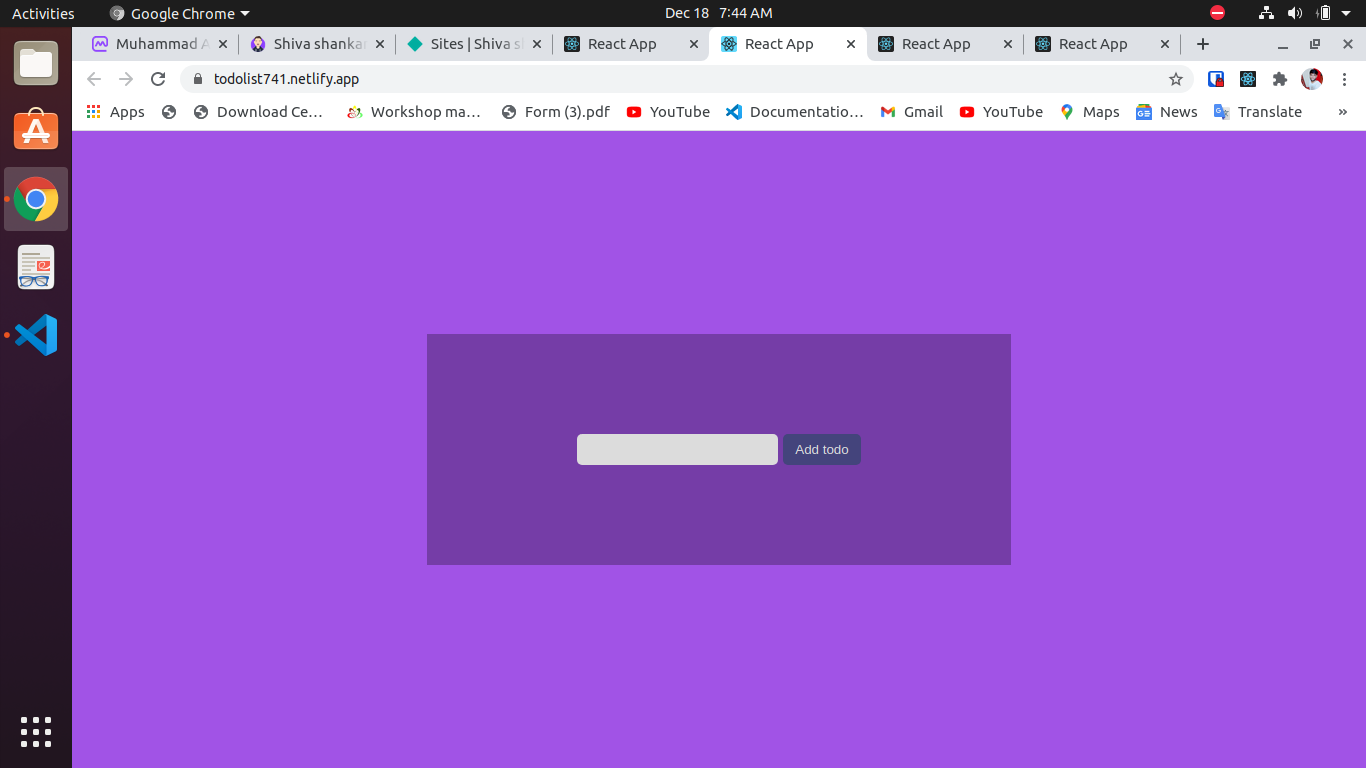 Activities Google Chrome Dec 18 7:44 AM
Muhammad A Shiva shankar Sites | Shiva sh React App React App React App React App
todolist741.netlify.app
Apps Download Ce... Workshop ma... Form (3).pdf YouTube Documentatio... Gmail YouTube Maps News Translate »
Add todo